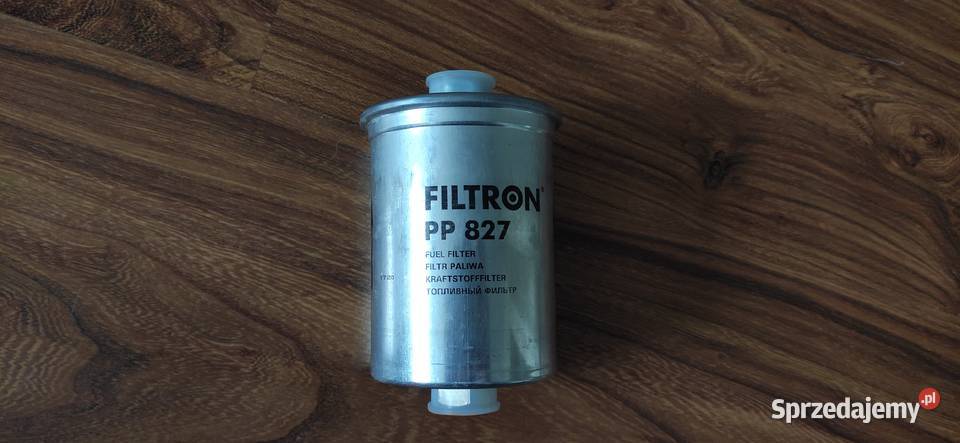 FILTRON
PP 827
FUEL FILTER
FILTR PALIWA
KRAFTSTOFFFILTER
ТОПЛИВНЫЙ ФИЛЬТР
Sprzedajemy.pl